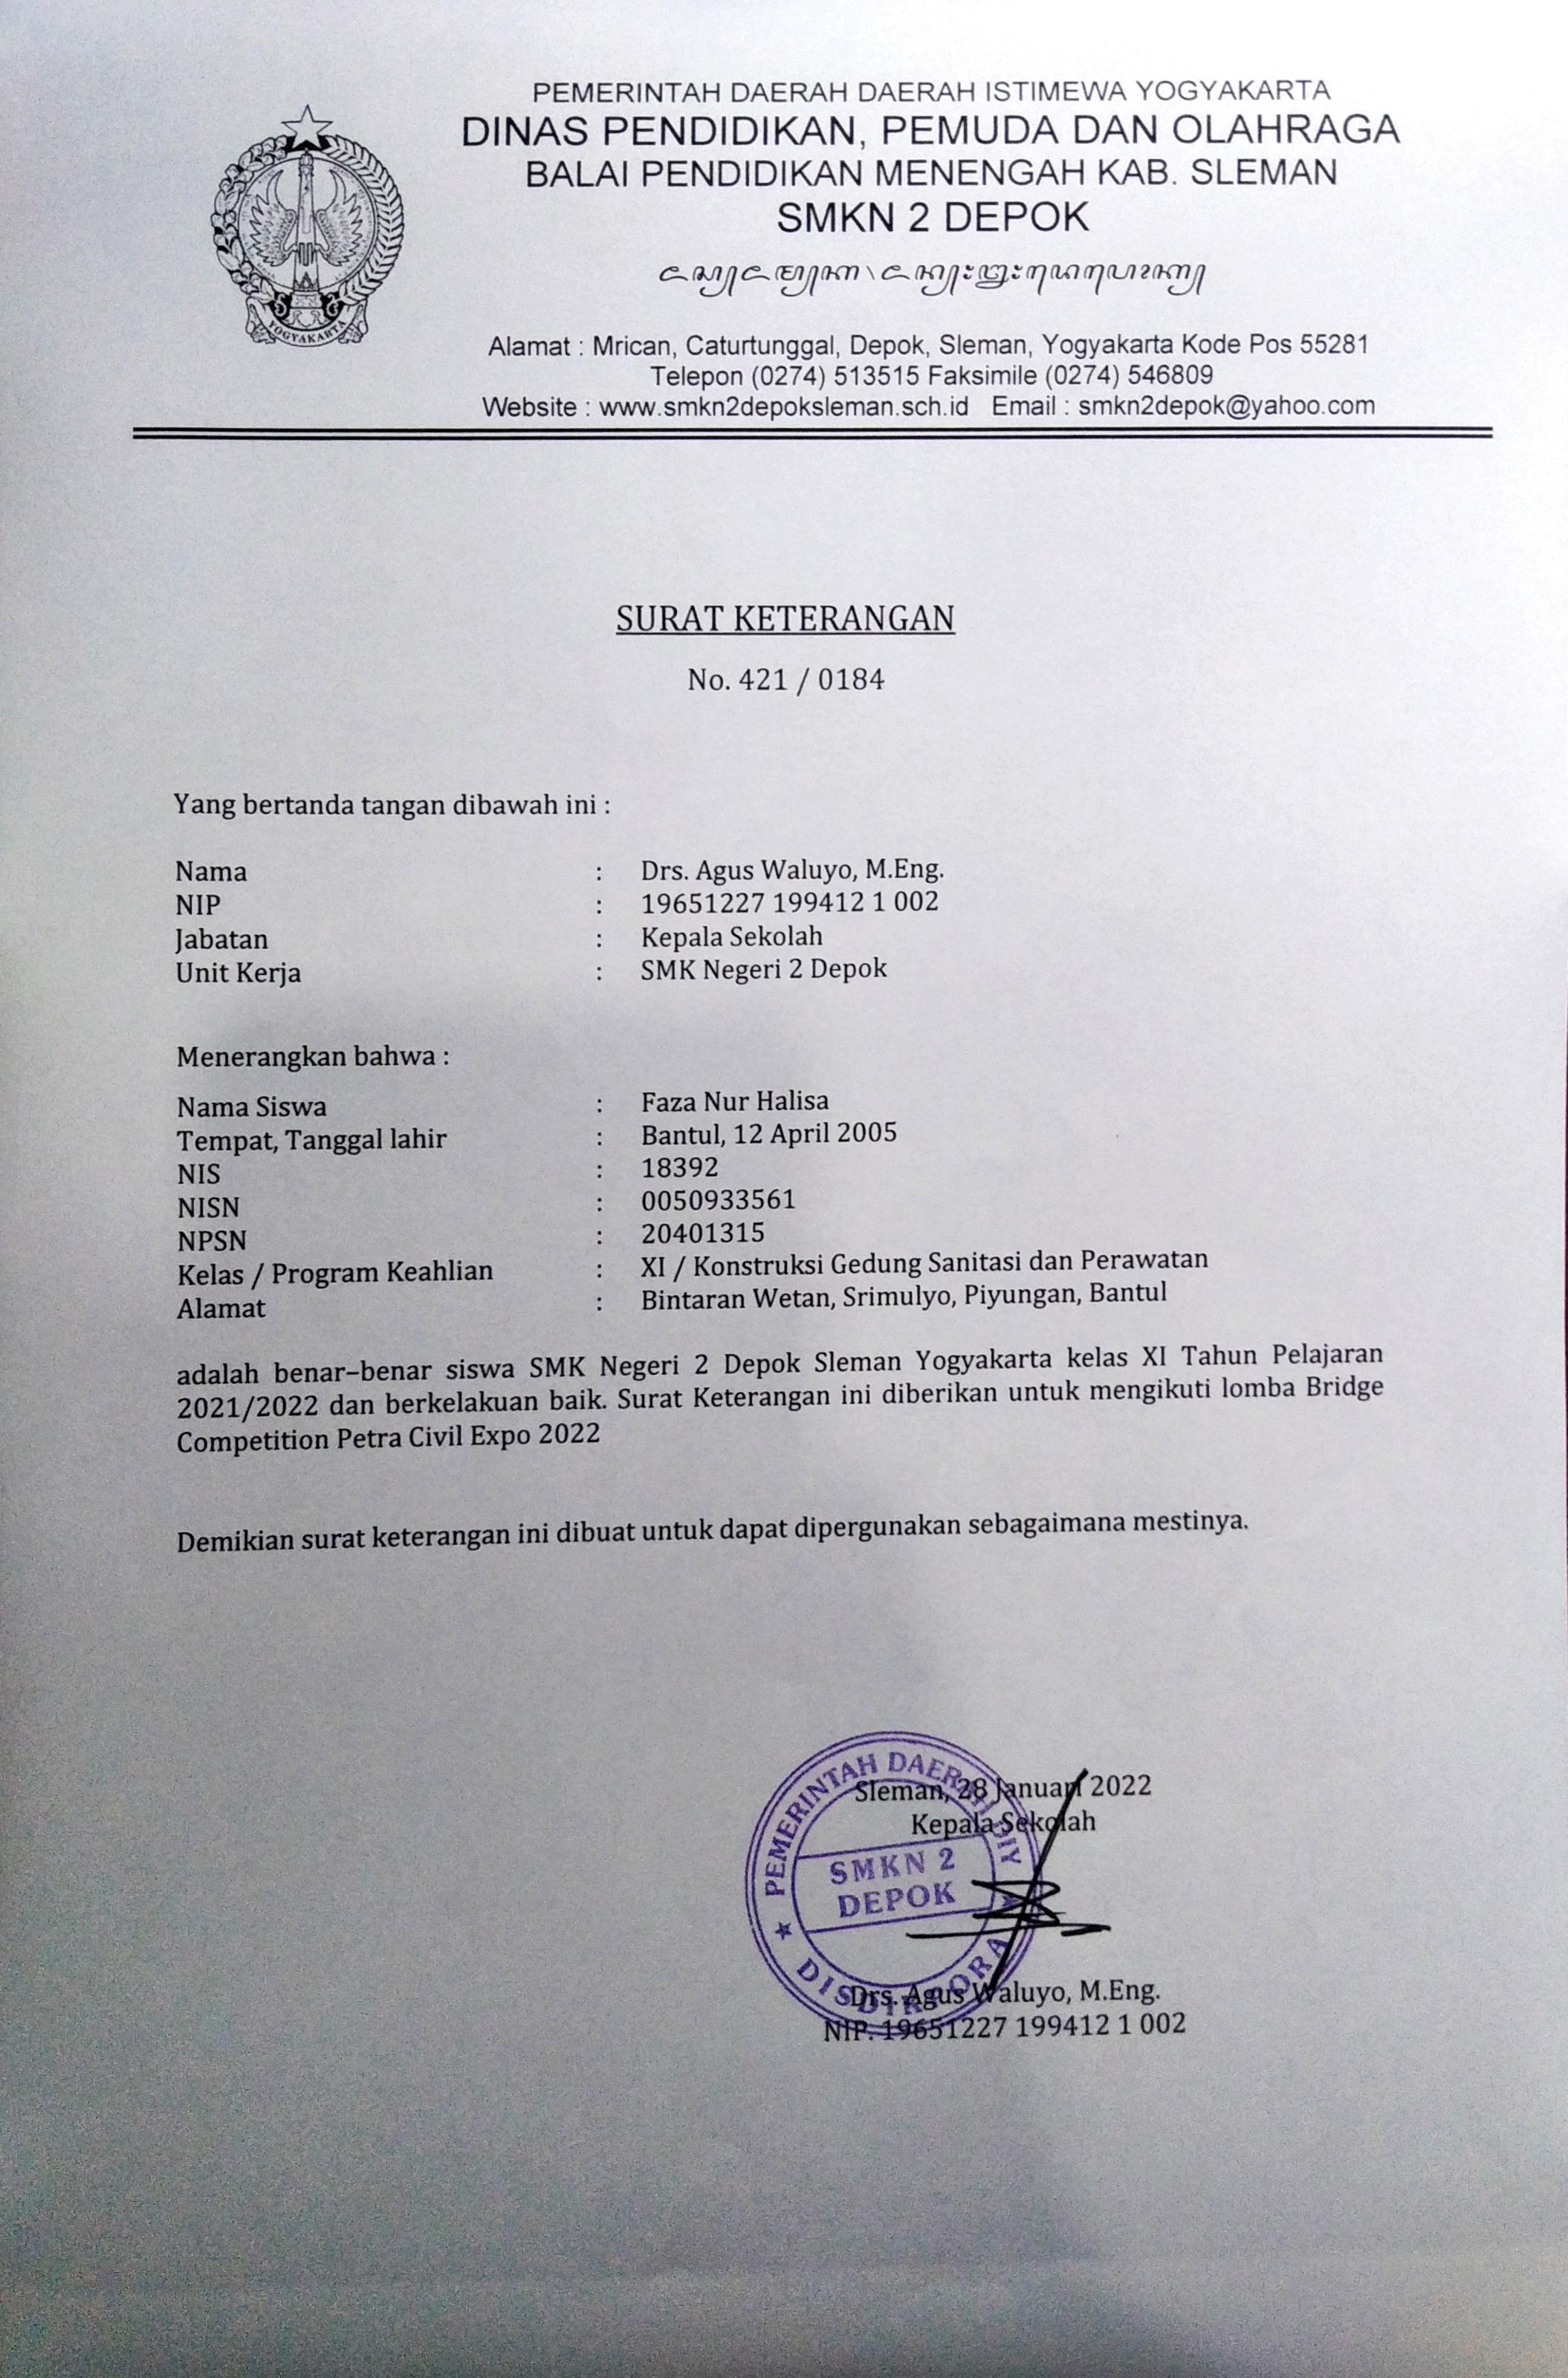 PEMERINTAH DAERAH DAERAH ISTIMEWA YOGYAKARTA
DINAS PENDIDIKAN, PEMUDA DAN OLAHRAGA
BALAI PENDIDIKAN MENENGAH KAB. SLEMAN
SMKN 2 DEPOK
YOGYAKARTA
Alamat : Mrican, Caturtunggal, Depok, Sleman, Yogyakarta Kode Pos 55281
Telepon (0274) 513515 Faksimile (0274) 546809
Website : www.smkn2depoksleman.sch.id Email : smkn2depok@yahoo.com
SURAT KETERANGAN
No. 421 / 0184
Yang bertanda tangan dibawah ini :
Nama : Drs. Agus Waluyo, M.Eng.
NIP : 19651227 199412 1 002
Jabatan : Kepala Sekolah
Unit Kerja : SMK Negeri 2 Depok
Menerangkan bahwa :
Nama Siswa : Faza Nur Halisa
Tempat, Tanggal lahir : Bantul, 12 April 2005
NIS : 18392
NISN : 0050933561
NPSN : 20401315
Kelas / Program Keahlian : XI / Konstruksi Gedung Sanitasi dan Perawatan
Alamat : Bintaran Wetan, Srimulyo, Piyungan, Bantul
adalah benar–benar siswa SMK Negeri 2 Depok Sleman Yogyakarta kelas XI Tahun Pelajaran
2021/2022 dan berkelakuan baik. Surat Keterangan ini diberikan untuk mengikuti lomba Bridge
Competition Petra Civil Expo 2022
Demikian surat keterangan ini dibuat untuk dapat dipergunakan sebagaimana mestinya.
Sleman, 28 Januari 2022
Kepala Sekolah
PEMERINTAH DAERAH DIY
SMKN 2
DEPOK
DISDIKPORA
Drs. Agus Waluyo, M.Eng.
NIP. 19651227 199412 1 002